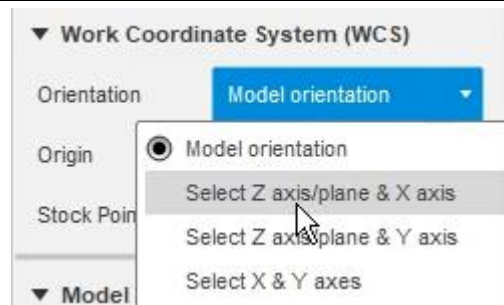 ▼ Work Coordinate System (WCS)
Orientation Model orientation
Origin Model orientation
Select Z axis/plane & X axis
Stock Poin
Select Z axis/plane & Y axis
▼ Model Select X & Y axes